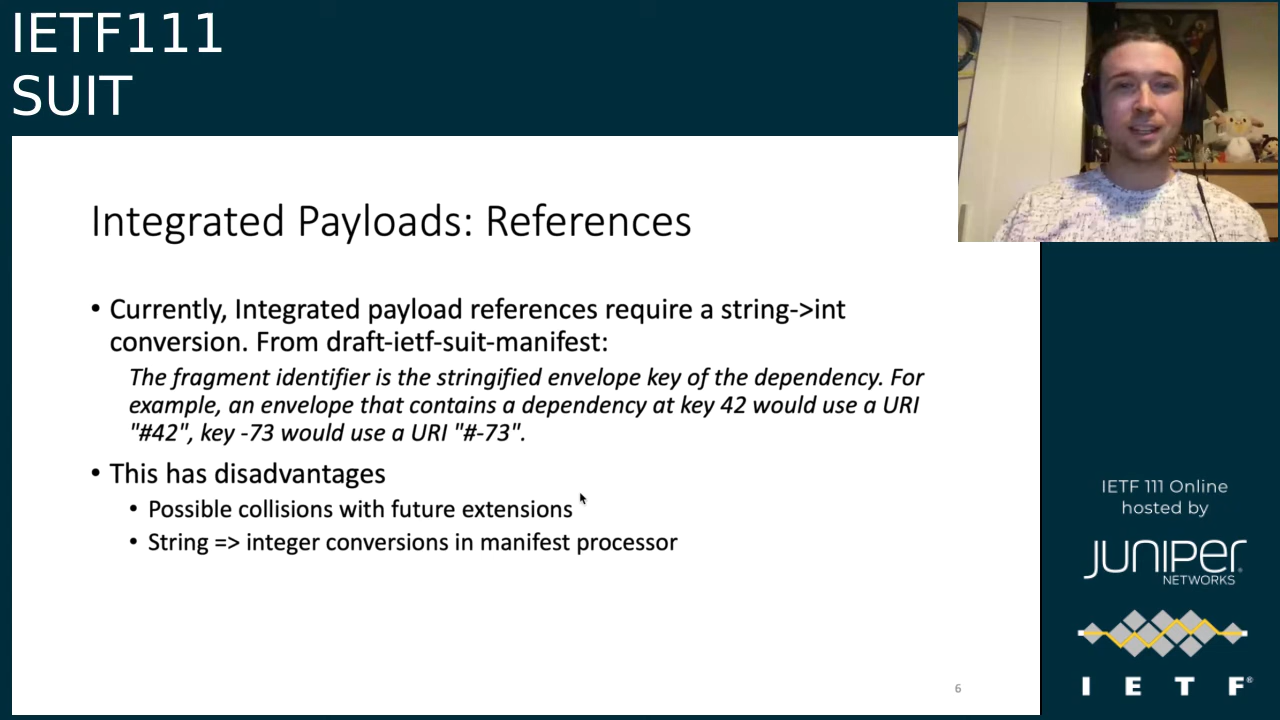 IETF111
SUIT
Integrated Payloads: References
• Currently, Integrated payload references require a string->int
conversion. From draft-ietf-suit-manifest:
The fragment identifier is the stringified envelope key of the dependency. For
example, an envelope that contains a dependency at key 42 would use a URI
"#42", key -73 would use a URI "#-73".
• This has disadvantages
• Possible collisions with future extensions
• String => integer conversions in manifest processor
6
IETF 111 Online
hosted by
JUNIPER
NETWORKS
I E T F®